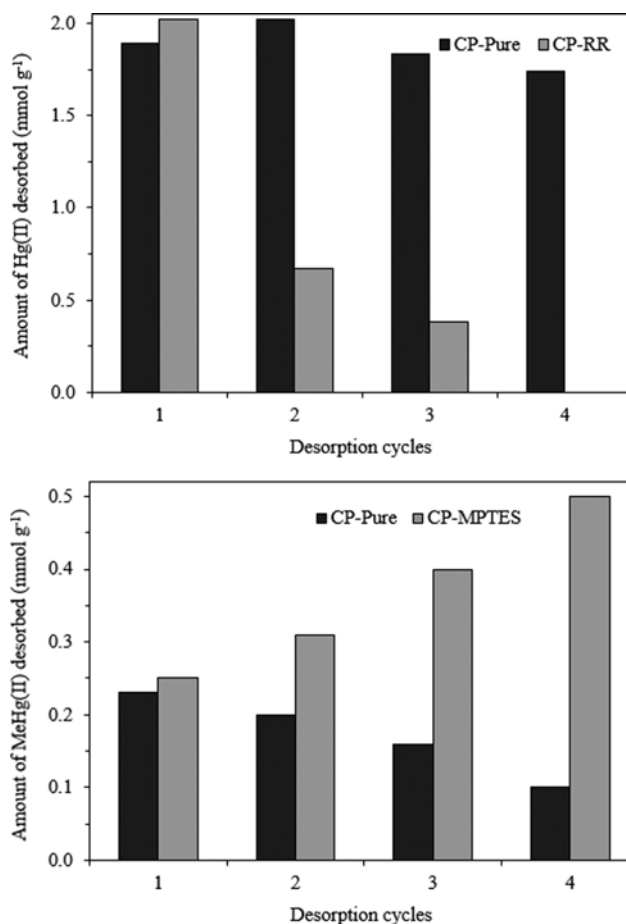 Amount of Hg(II) desorbed (mmol g⁻¹)
2.0
1.5
1.0
0.5
0.0
CP-Pure CP-RR
1 2 3 4
Desorption cycles
Amount of MeHg(II) desorbed (mmol g⁻¹)
0.5
0.4
0.3
0.2
0.1
0.0
CP-Pure CP-MPTES
1 2 3 4
Desorption cycles